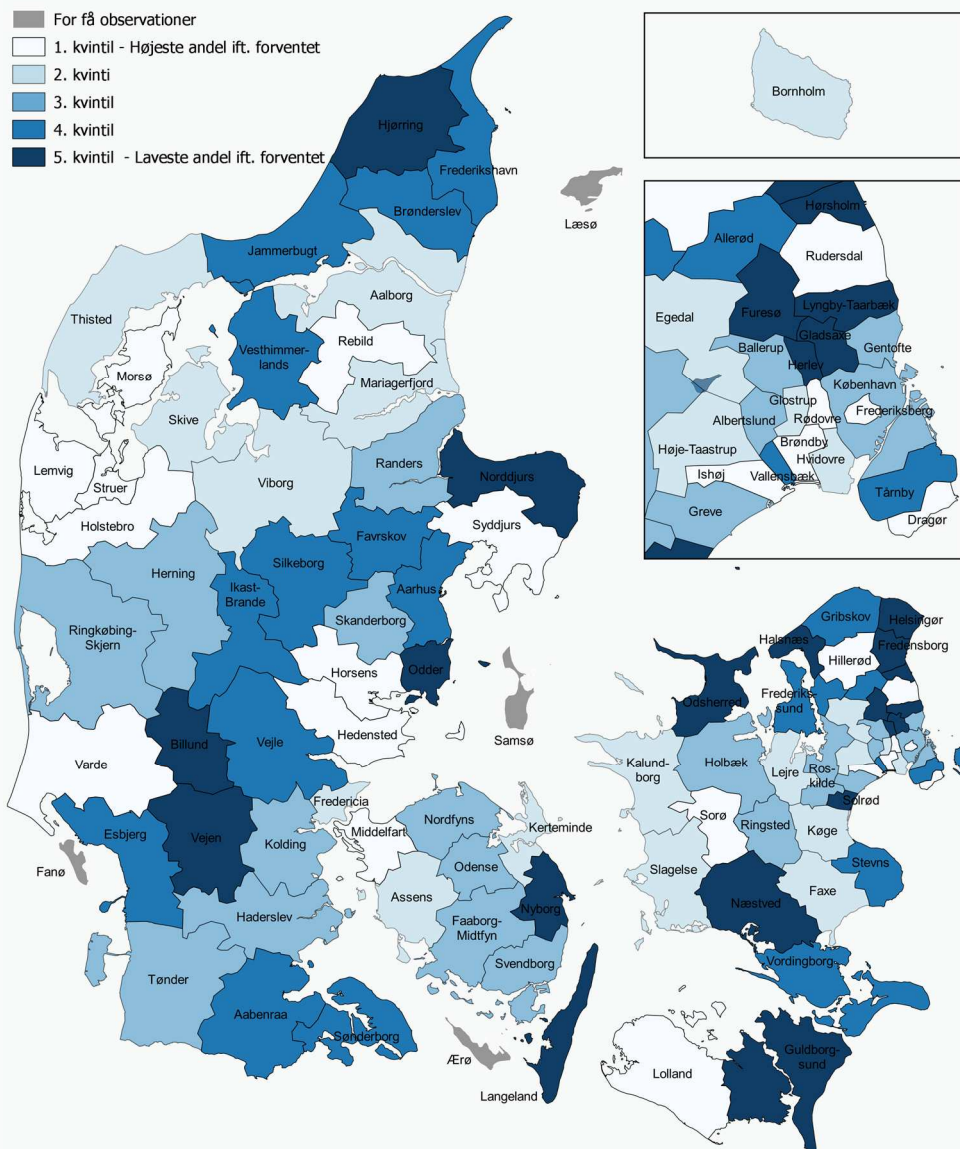 For få observationer
1. kvintil - Højeste andel ift. forventet
2. kvinti
3. kvintil
4. kvintil
5. kvintil - Laveste andel ift. forventet
Bornholm
Hjørring
Frederikshavn
Brønderslev
Læsø
Jammerbugt
Aalborg
Thisted
Vesthimmer-
lands
Rebild
Morsø
Mariagerfjord
Skive
Lemvig
Struer
Viborg
Randers
Norddjurs
Holstebro
Syddjurs
Favrskov
Herning
Silkeborg
Ikast-
Brande
Aarhus
Skanderborg
Ringkøbing-
Skjern
Horsens
Odder
Hedensted
Samsø
Billund
Vejle
Varde
Fredericia
Esbjerg
Vejen
Kolding
Middelfart
Nordfyns
Kerteminde
Fanø
Odense
Assens
Nyborg
Haderslev
Faaborg-
Midtfyn
Svendborg
Tønder
Aabenraa
Sønderborg
Ærø
Langeland
Hørsholm
Allerød
Rudersdal
Furesø
Lyngby-Taarbæk
Egedal
Gladsaxe
Ballerup
Herlev
Gentofte
København
Glostrup
Albertslund
Rødovre
Frederiksberg
Brøndby
Høje-Taastrup
Hvidovre
Ishøj
Vallensbæk
Tårnby
Greve
Dragør
Gribskov
Helsingør
Halsnæs
Fredensborg
Hillerød
Odsherred
Frederiks-
sund
Kalund-
borg
Holbæk
Lejre
Ros-
kilde
Solrød
Sorø
Ringsted
Køge
Slagelse
Stevns
Næstved
Faxe
Vordingborg
Guldborg-
sund
Lolland